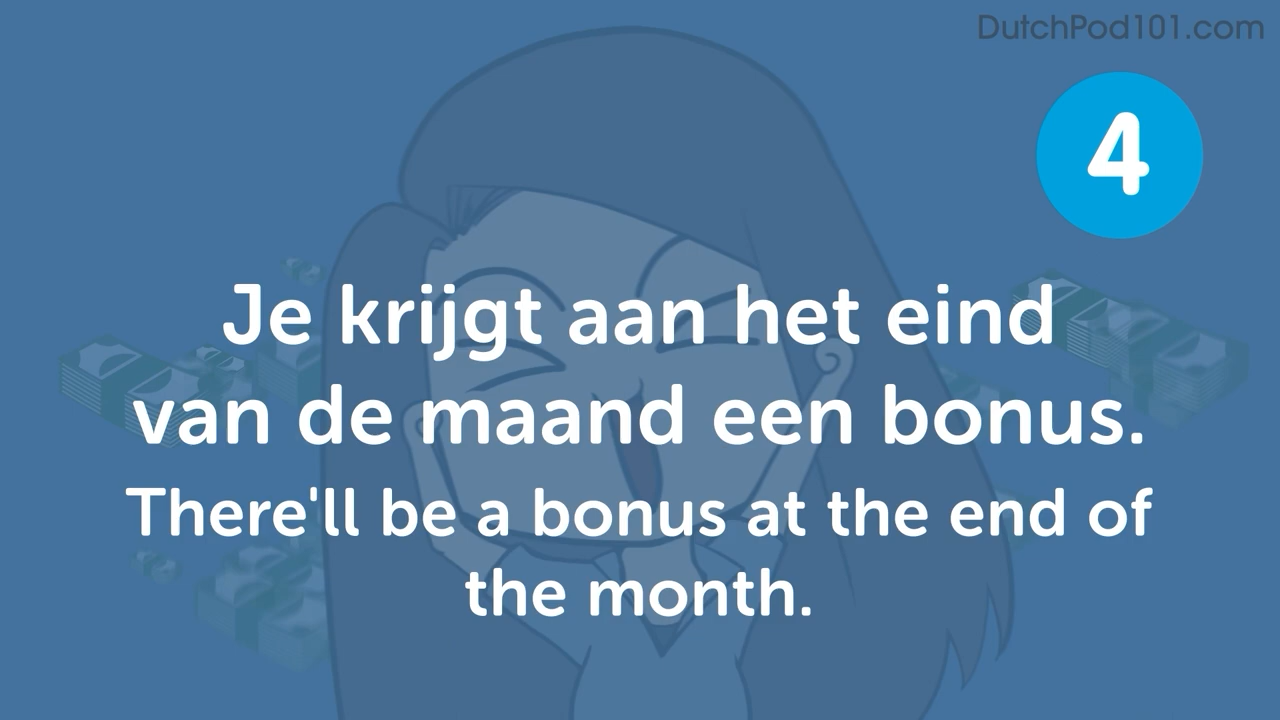 DutchPod101.com
4
Je krijgt aan het eind
van de maand een bonus.
There'll be a bonus at the end of
the month.